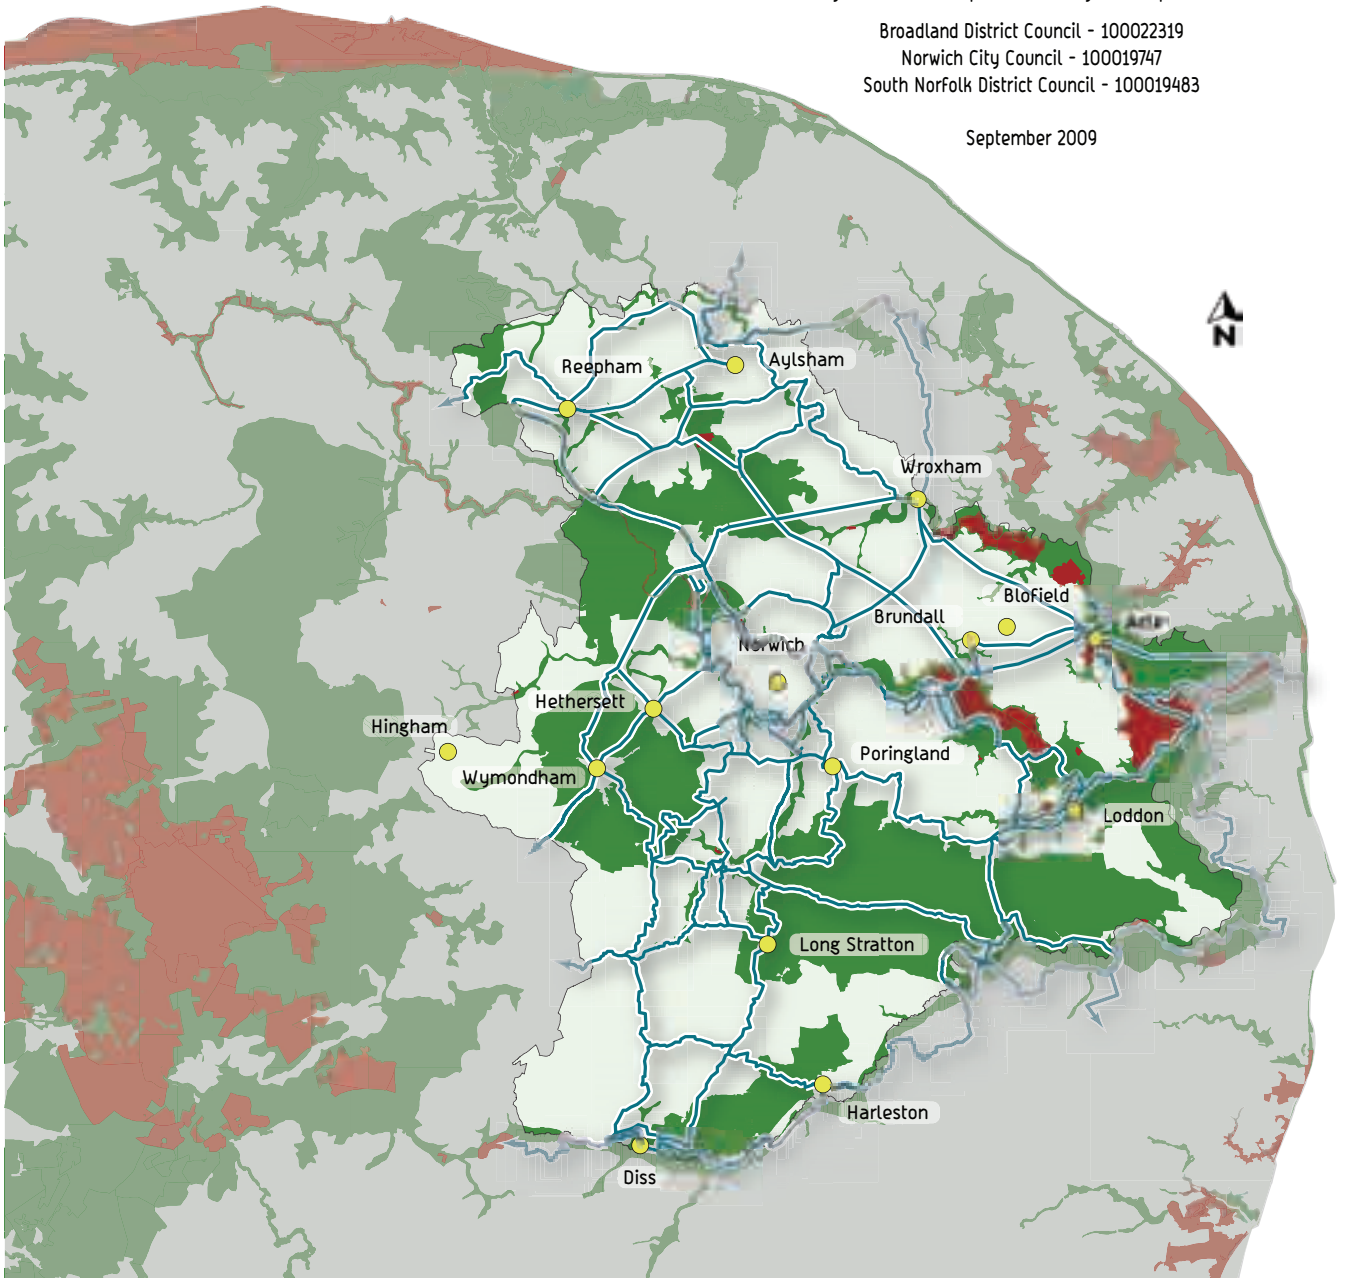 Broadland District Council - 100022319
Norwich City Council - 100019747
South Norfolk District Council - 100019483
September 2009
N
Reepham
Aylsham
Wroxham
Blofield
Brundall
Norwich
Hethersett
Hingham
Poringland
Wymondham
Loddon
Long Stratton
Harleston
Diss